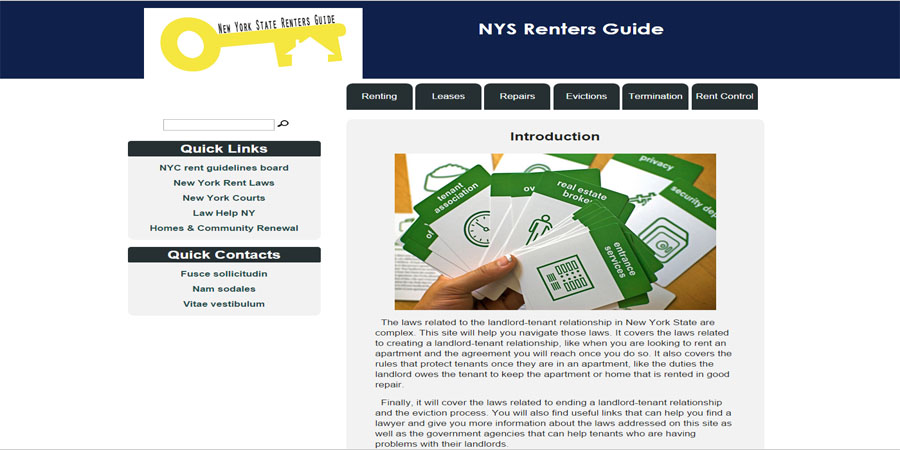 New York State Renters Guide
NYS Renters Guide
Renting
Leases
Repairs
Evictions
Termination
Rent Control
Quick Links
NYC rent guidelines board
New York Rent Laws
New York Courts
Law Help NY
Homes & Community Renewal
Quick Contacts
Fusce sollicitudin
Nam sodales
Vitae vestibulum
Introduction
of
tenant
association
ov
real estate
broke
entrance
services
privacy
security dep
The laws related to the landlord-tenant relationship in New York State are
complex. This site will help you navigate those laws. It covers the laws related
to creating a landlord-tenant relationship, like when you are looking to rent an
apartment and the agreement you will reach once you do so. It also covers the
rules that protect tenants once they are in an apartment, like the duties the
landlord owes the tenant to keep the apartment or home that is rented in good
repair.
Finally, it will cover the laws related to ending a landlord-tenant relationship
and the eviction process. You will also find useful links that can help you find a
lawyer and give you more information about the laws addressed on this site as
well as the government agencies that can help tenants who are having
problems with their landlords.